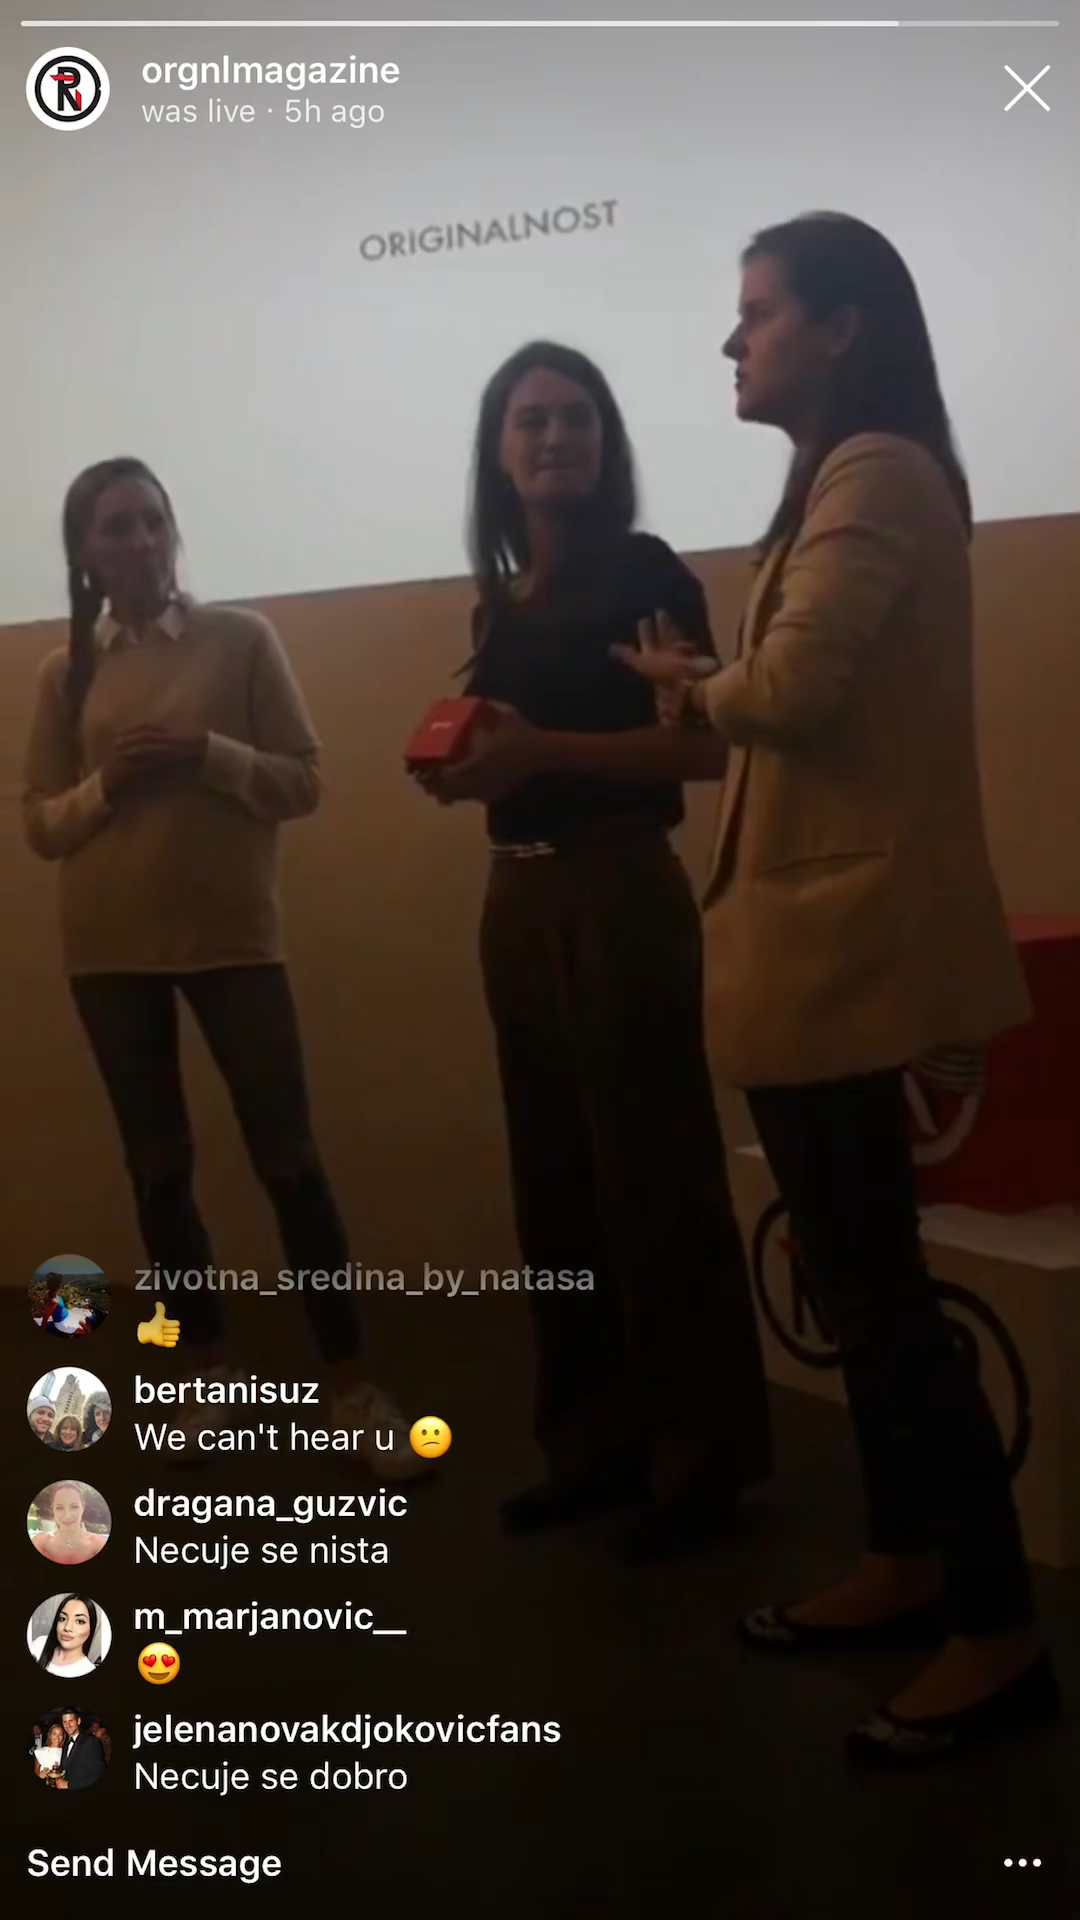 orgnlmagazine
was live · 5h ago
ORIGINALNOST
zivotna_sredina_by_natasa
👍
bertanisuz
We can't hear u 😕
dragana_guzvic
Necuje se nista
m_marjanovic__
😍
jelenanovakdjokovicfans
Necuje se dobro
Send Message